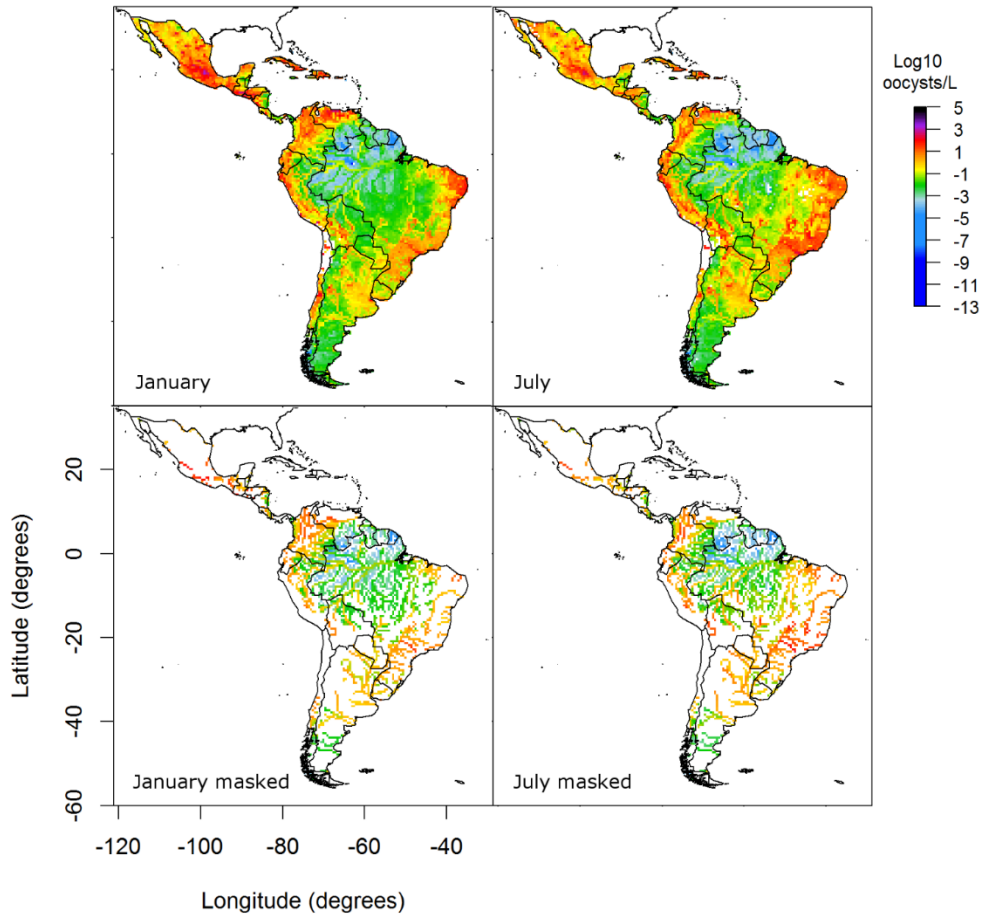 Log10
oocysts/L
5
3
1
-1
-3
-5
-7
-9
-11
-13
January
July
20
0
-20
-40
-60
Latitude (degrees)
January masked
July masked
-120
-100
-80
-60
-40
Longitude (degrees)